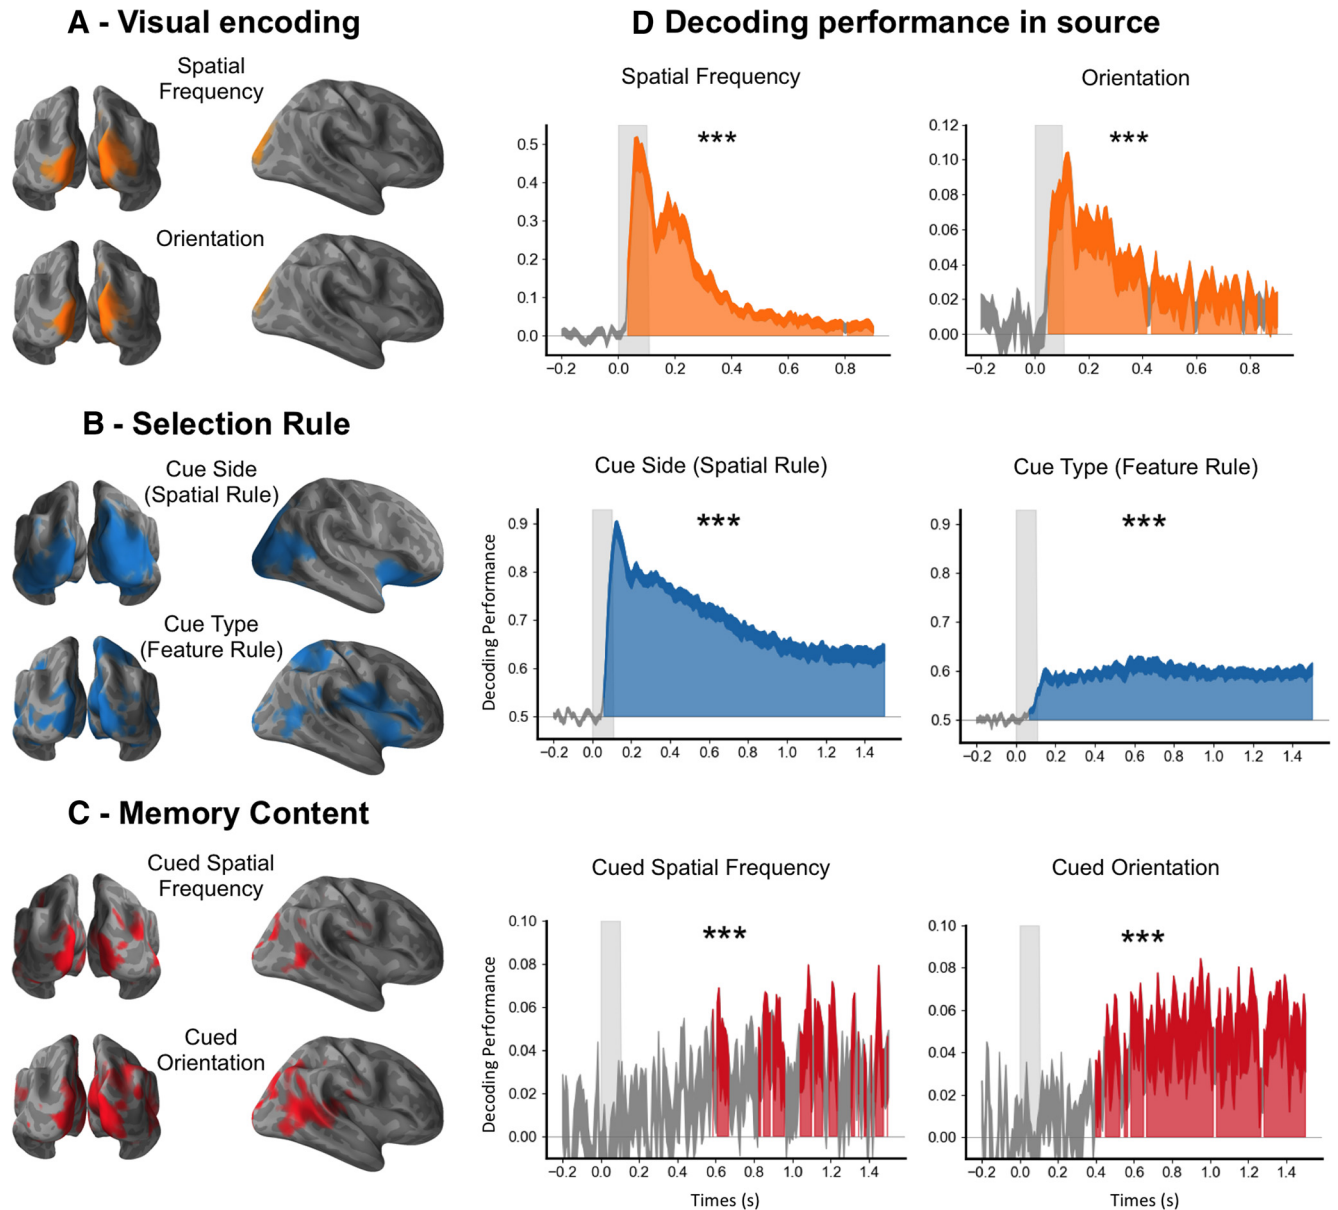 A - Visual encoding
Spatial
Frequency
Orientation
B - Selection Rule
Cue Side
(Spatial Rule)
Cue Type
(Feature Rule)
C - Memory Content
Cued Spatial
Frequency
Cued
Orientation
D Decoding performance in source
Spatial Frequency
***
0.5
0.4
0.3
0.2
0.1
0.0
−0.2 0.0 0.2 0.4 0.6 0.8
Orientation
***
0.12
0.10
0.08
0.06
0.04
0.02
0.00
−0.2 0.0 0.2 0.4 0.6 0.8
Cue Side (Spatial Rule)
***
Decoding Performance
0.9
0.8
0.7
0.6
0.5
−0.2 0.0 0.2 0.4 0.6 0.8 1.0 1.2 1.4
Cue Type (Feature Rule)
***
0.9
0.8
0.7
0.6
0.5
−0.2 0.0 0.2 0.4 0.6 0.8 1.0 1.2 1.4
Cued Spatial Frequency
***
Decoding Performance
0.10
0.08
0.06
0.04
0.02
0.00
−0.2 0.0 0.2 0.4 0.6 0.8 1.0 1.2 1.4
Times (s)
Cued Orientation
***
0.10
0.08
0.06
0.04
0.02
0.00
−0.2 0.0 0.2 0.4 0.6 0.8 1.0 1.2 1.4
Times (s)